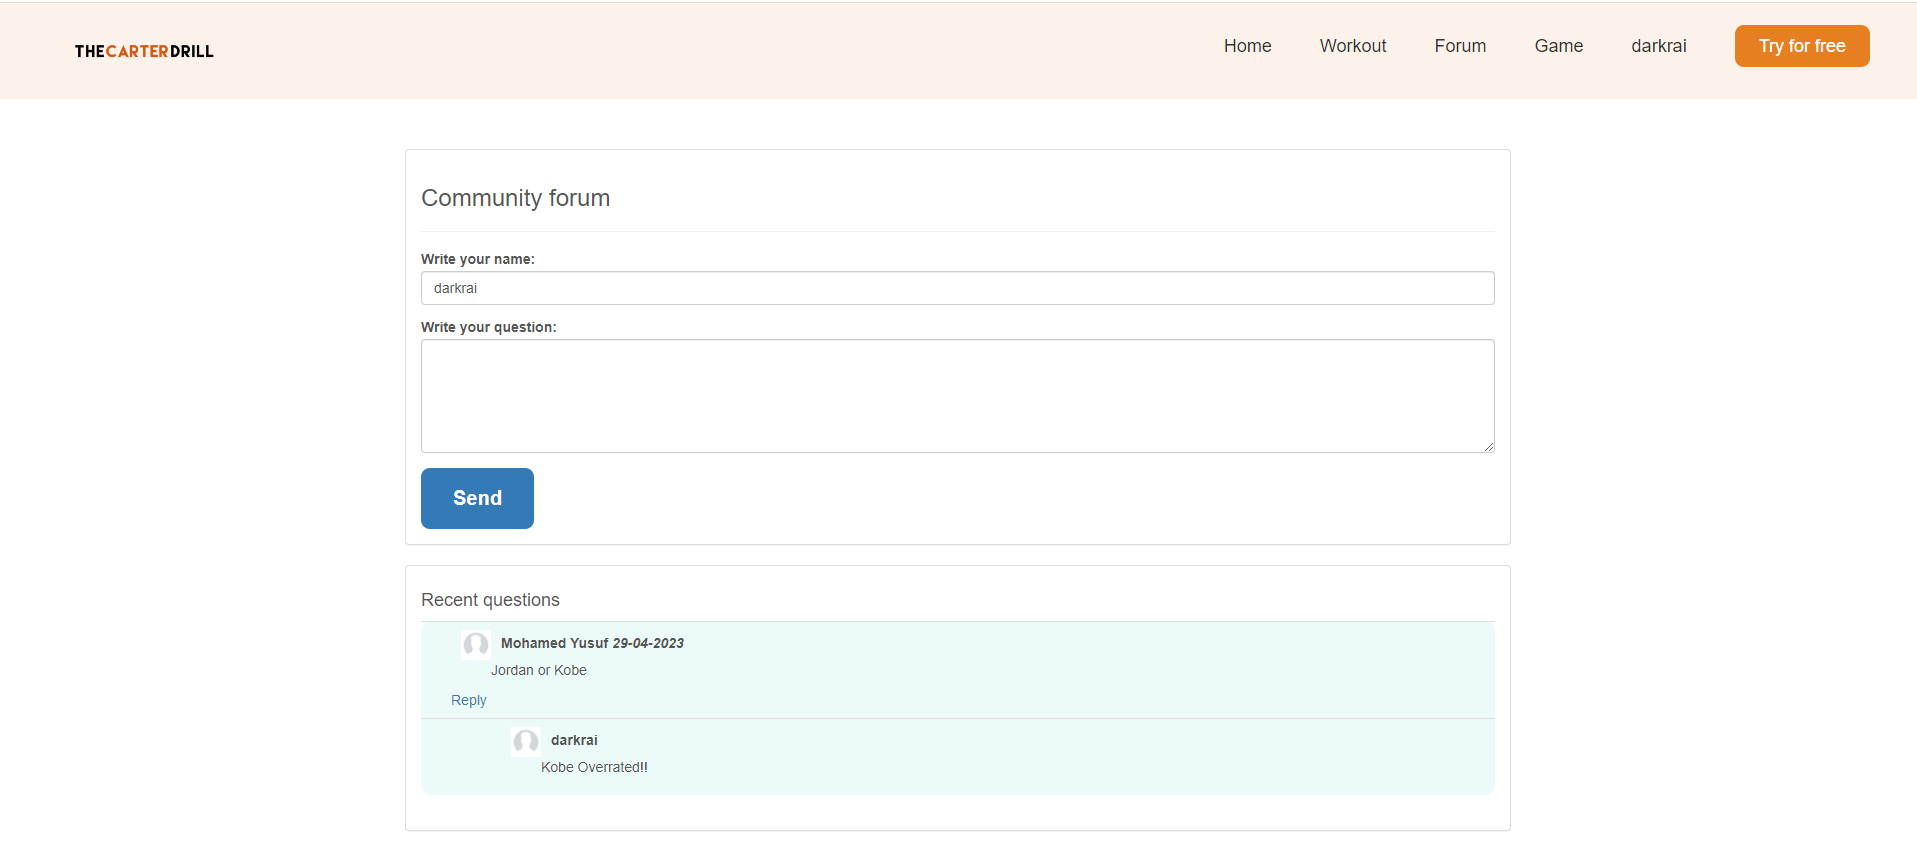 THECARTERDRILL
Home Workout Forum Game darkrai Try for free
Community forum
Write your name:
darkrai
Write your question:
Send
Recent questions
Mohamed Yusuf 29-04-2023
Jordan or Kobe
Reply
darkrai
Kobe Overrated!!